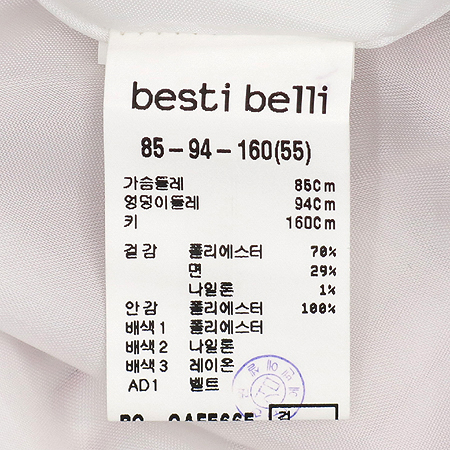 besti belli
85-94-160(55)
가슴둘레 85Cm
엉덩이둘레 94Cm
키 160Cm
겉감 폴리에스터 70%
면 29%
나일론 1%
안감 폴리에스터 100%
배색1 폴리에스터
배색2 나일론
배색3 레이온
AD1 벨트